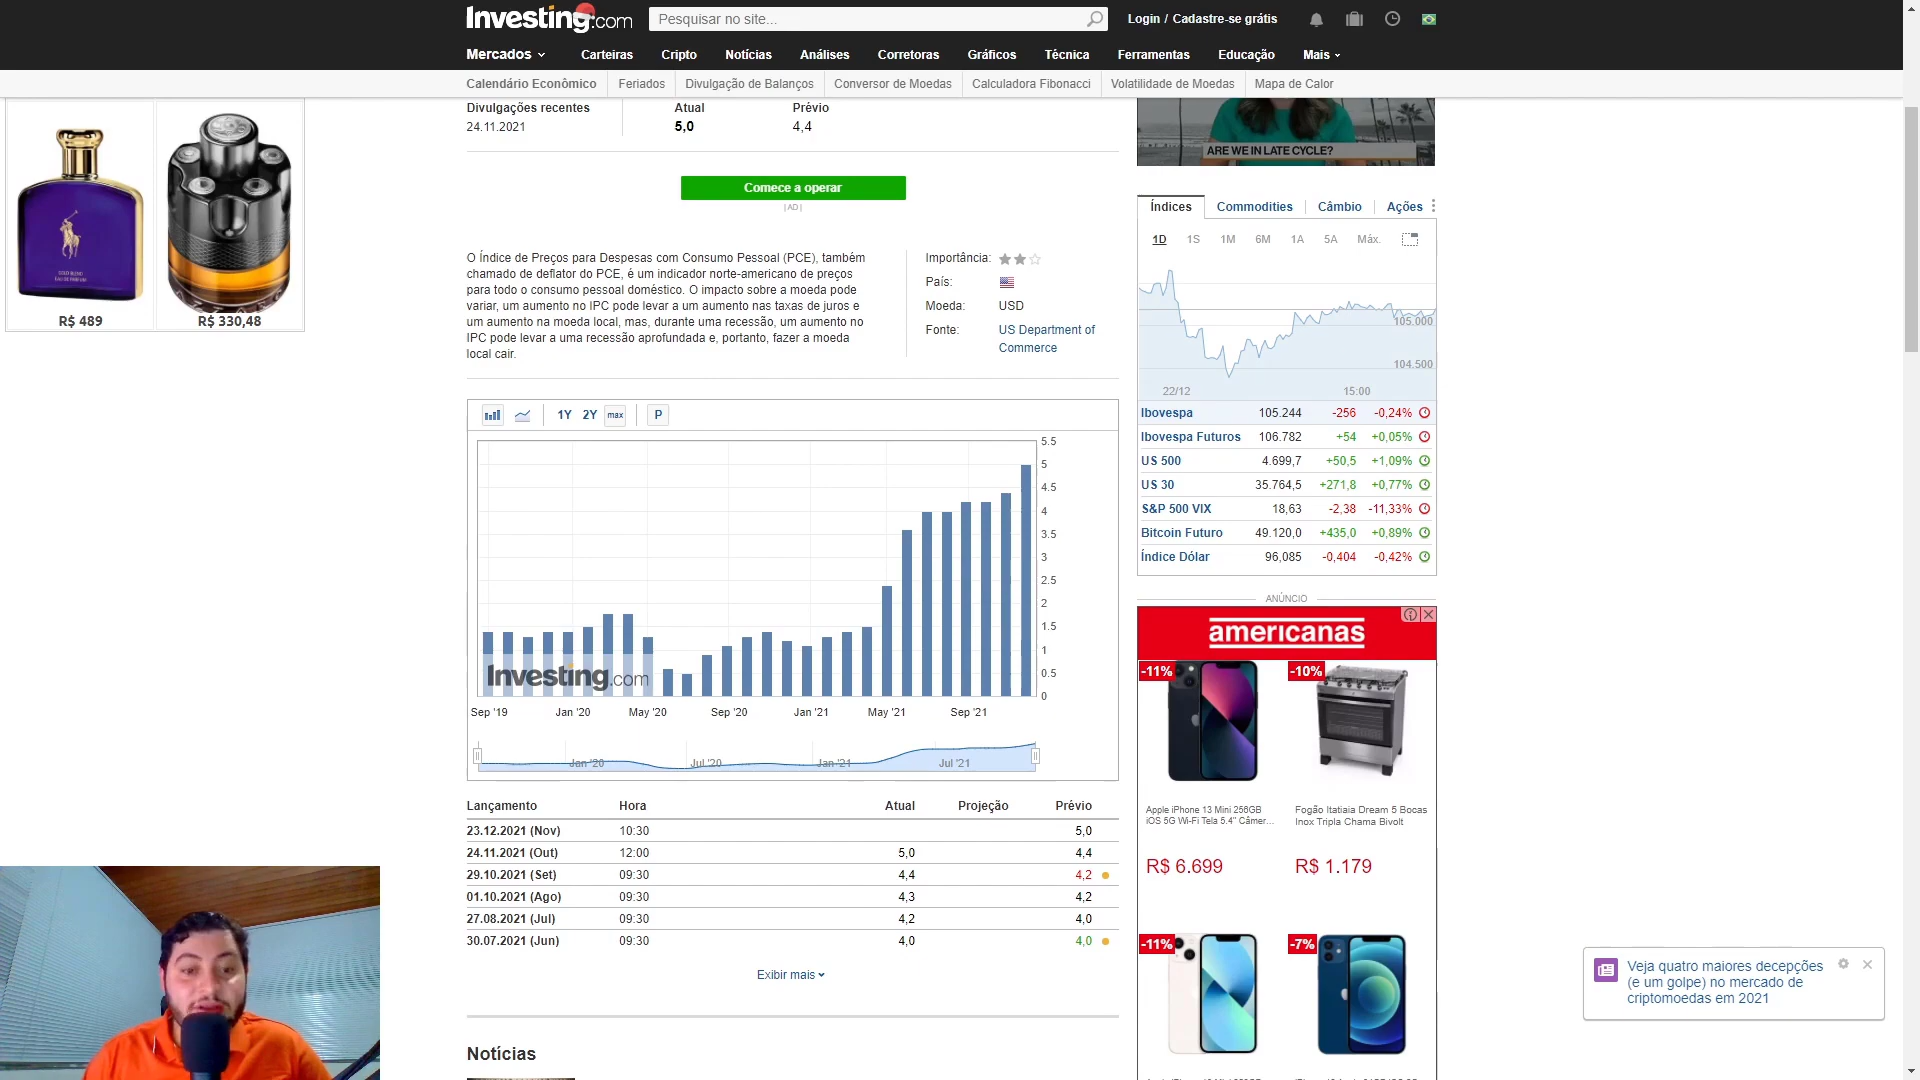 Investing.com
Pesquisar no site...
Login / Cadastre-se grátis
Mercados
Carteiras
Cripto
Notícias
Análises
Corretoras
Gráficos
Técnica
Ferramentas
Educação
Mais
Calendário Econômico
Feriados
Divulgação de Balanços
Conversor de Moedas
Calculadora Fibonacci
Volatilidade de Moedas
Mapa de Calor
Divulgações recentes
Atual
Prévio
24.11.2021
5,0
4,4
ARE WE IN LATE CYCLE?
R$ 489
R$ 330,48
Comece a operar
| AD |
O Índice de Preços para Despesas com Consumo Pessoal (PCE), também
chamado de deflator do PCE, é um indicador norte-americano de preços
para todo o consumo pessoal doméstico. O impacto sobre a moeda pode
variar, um aumento no IPC pode levar a um aumento nas taxas de juros e
um aumento na moeda local, mas, durante uma recessão, um aumento no
IPC pode levar a uma recessão aprofundada e, portanto, fazer a moeda
local cair.
Importância:
País:
Moeda: USD
Fonte: US Department of
Commerce
Índices
Commodities
Câmbio
Ações
1D 1S 1M 6M 1A 5A Máx.
105.000
104.500
22/12 15:00
Ibovespa 105.244 -256 -0,24%
Ibovespa Futuros 106.782 +54 +0,05%
US 500 4.699,7 +50,5 +1,09%
US 30 35.764,5 +271,8 +0,77%
S&P 500 VIX 18,63 -2,38 -11,33%
Bitcoin Futuro 49.120,0 +435,0 +0,89%
Índice Dólar 96,085 -0,404 -0,42%
1Y 2Y max P
5.5
5
4.5
4
3.5
3
2.5
2
1.5
1
0.5
0
Investing.com
Sep '19 Jan '20 May '20 Sep '20 Jan '21 May '21 Sep '21
Jan '20 Jul '20 Jan '21 Jul '21
Lançamento Hora Atual Projeção Prévio
23.12.2021 (Nov) 10:30 5,0
24.11.2021 (Out) 12:00 5,0 4,4
29.10.2021 (Set) 09:30 4,4 4,2
01.10.2021 (Ago) 09:30 4,3 4,2
27.08.2021 (Jul) 09:30 4,2 4,0
30.07.2021 (Jun) 09:30 4,0 4,0
Exibir mais
Notícias
ANÚNCIO
americanas
-11%
-10%
Apple iPhone 13 Mini 256GB
iOS 5G Wi-Fi Tela 5.4" Câmer...
Fogão Itatiaia Dream 5 Bocas
Inox Tripla Chama Bivolt
R$ 6.699
R$ 1.179
-11%
-7%
Veja quatro maiores decepções
(e um golpe) no mercado de
criptomoedas em 2021